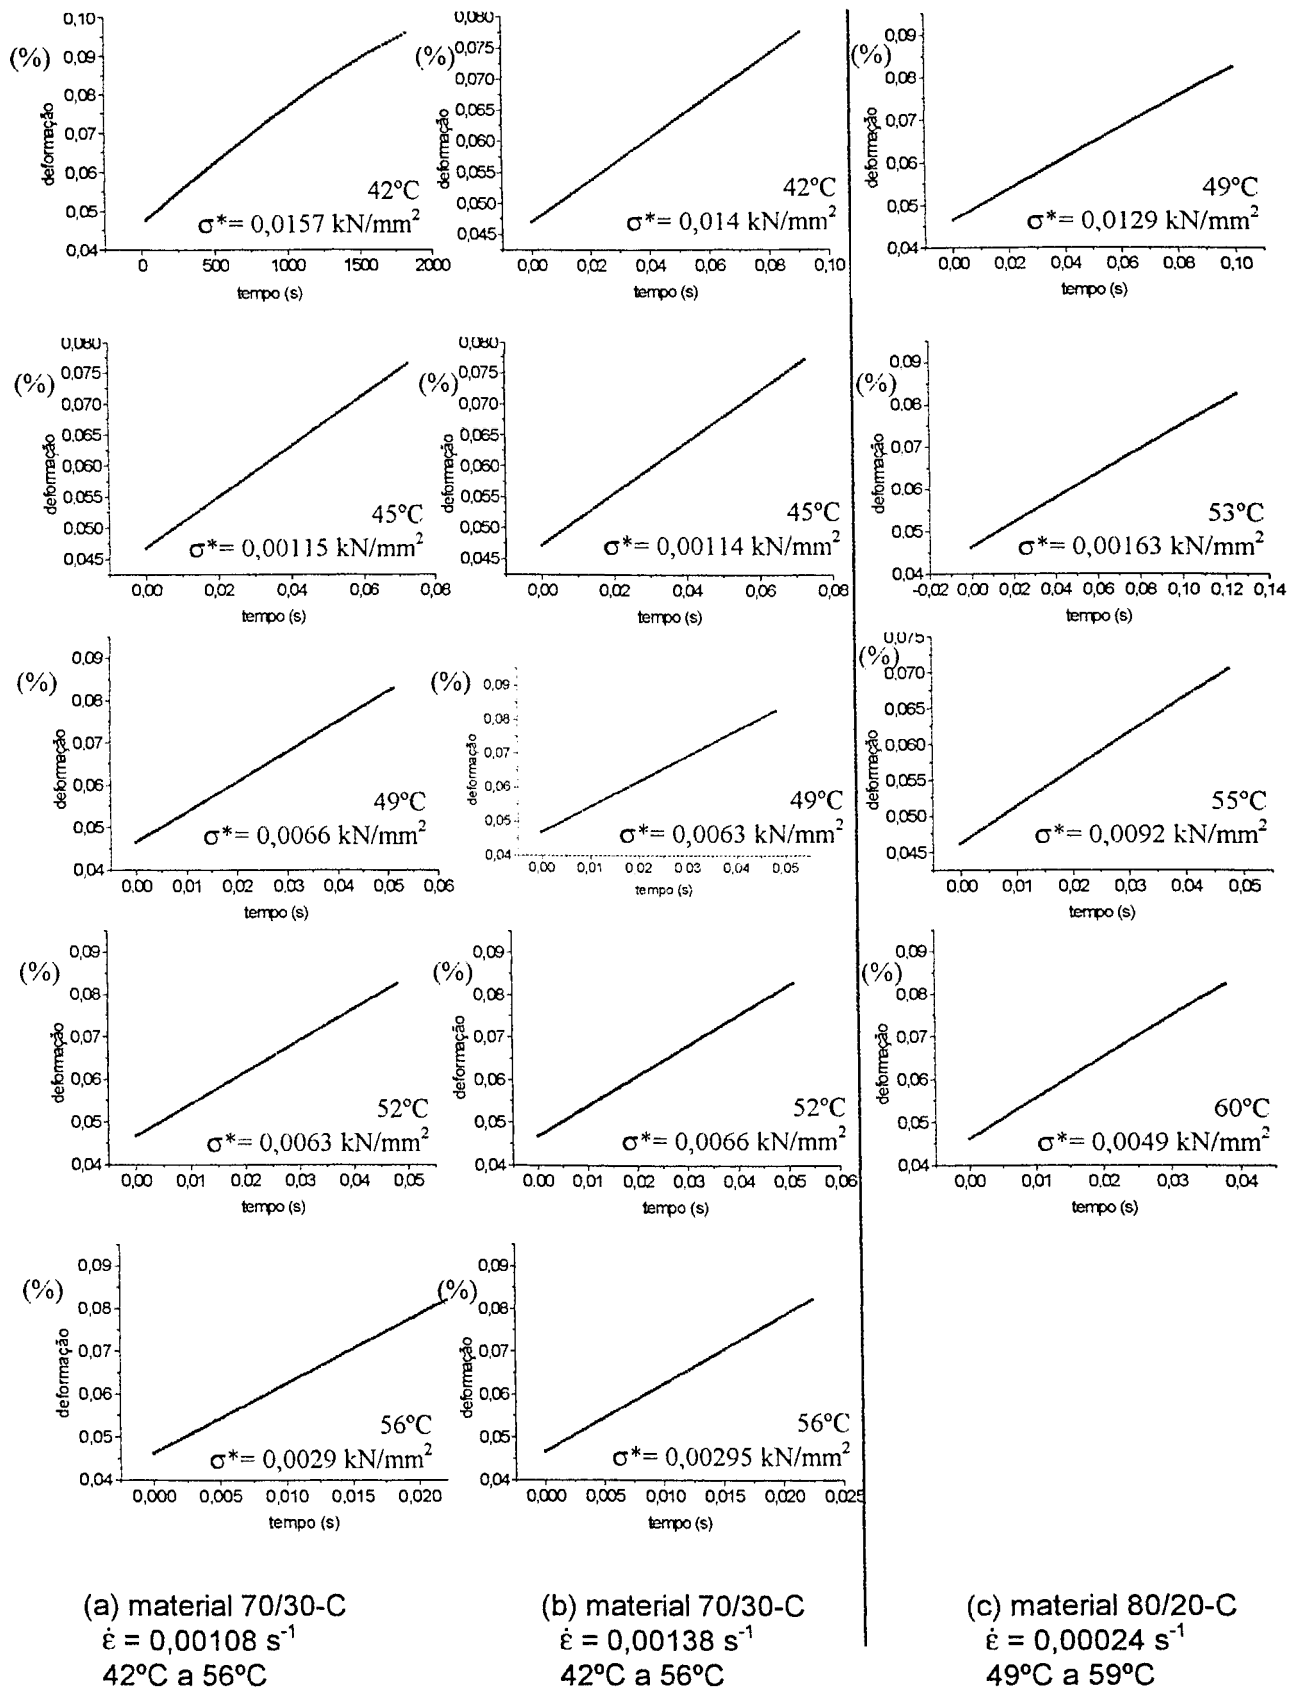 0,10
(%)
0,09
0,08
0,07
0,06
0,05
0,04
deformação
42ºC
σ*= 0,0157 kN/mm²
0 500 1000 1500 2000
tempo (s)
0,080
(%)
0,075
0,070
0,065
0,060
0,055
0,050
0,045
deformação
42ºC
σ*= 0,014 kN/mm²
0,00 0,02 0,04 0,06 0,08 0,10
tempo (s)
0,09
(%)
0,08
0,07
0,06
0,05
0,04
deformação
49ºC
σ*= 0,0129 kN/mm²
0,00 0,02 0,04 0,06 0,08 0,10
tempo (s)
0,080
(%)
0,075
0,070
0,065
0,060
0,055
0,050
0,045
deformação
45ºC
σ*= 0,00115 kN/mm²
0,00 0,02 0,04 0,06 0,08
tempo (s)
0,080
(%)
0,075
0,070
0,065
0,060
0,055
0,050
0,045
deformação
45ºC
σ*= 0,00114 kN/mm²
0,00 0,02 0,04 0,06 0,08
tempo (s)
0,09
(%)
0,08
0,07
0,06
0,05
0,04
deformação
53ºC
σ*= 0,00163 kN/mm²
-0,02 0,00 0,02 0,04 0,06 0,08 0,10 0,12 0,14
tempo (s)
0,09
(%)
0,08
0,07
0,06
0,05
0,04
deformação
49ºC
σ*= 0,0066 kN/mm²
0,00 0,01 0,02 0,03 0,04 0,05 0,06
tempo (s)
(%)
0,09
0,08
0,07
0,06
0,05
0,04
deformação
49ºC
σ*= 0,0063 kN/mm²
0,00 0,01 0,02 0,03 0,04 0,05
tempo (s)
0,075
(%)
0,070
0,065
0,060
0,055
0,050
0,045
deformação
55ºC
σ*= 0,0092 kN/mm²
0,00 0,01 0,02 0,03 0,04 0,05
tempo (s)
0,09
(%)
0,08
0,07
0,06
0,05
0,04
deformação
52ºC
σ*= 0,0063 kN/mm²
0,00 0,01 0,02 0,03 0,04 0,05
tempo (s)
0,09
(%)
0,08
0,07
0,06
0,05
0,04
deformação
52ºC
σ*= 0,0066 kN/mm²
0,00 0,01 0,02 0,03 0,04 0,05 0,06
tempo (s)
0,09
(%)
0,08
0,07
0,06
0,05
0,04
deformação
60ºC
σ*= 0,0049 kN/mm²
0,00 0,01 0,02 0,03 0,04
tempo (s)
0,09
(%)
0,08
0,07
0,06
0,05
0,04
deformação
56ºC
σ*= 0,0029 kN/mm²
0,000 0,005 0,010 0,015 0,020
tempo (s)
0,09
(%)
0,08
0,07
0,06
0,05
0,04
deformação
56ºC
σ*= 0,00295 kN/mm²
0,000 0,005 0,010 0,015 0,020 0,025
tempo (s)
(a) material 70/30-C
ε̇ = 0,00108 s⁻¹
42ºC a 56ºC
(b) material 70/30-C
ε̇ = 0,00138 s⁻¹
42ºC a 56ºC
(c) material 80/20-C
ε̇ = 0,00024 s⁻¹
49ºC a 59ºC